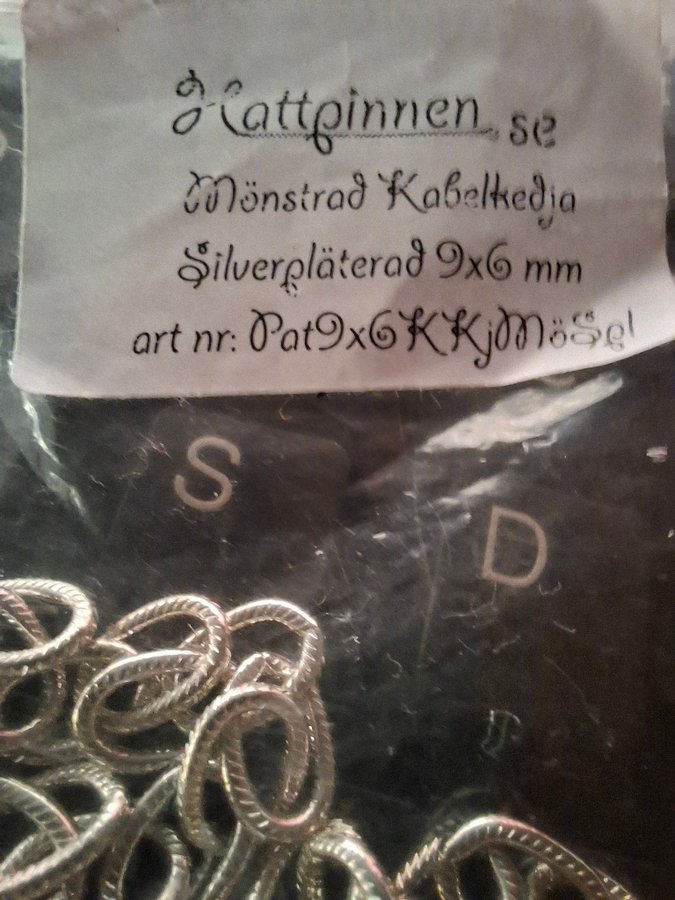 Hattpinnen.se
Mönstrad Kabelkedja
Silverpläterad 9x6 mm
art nr: Pat9x6KKjMöSel
S
D